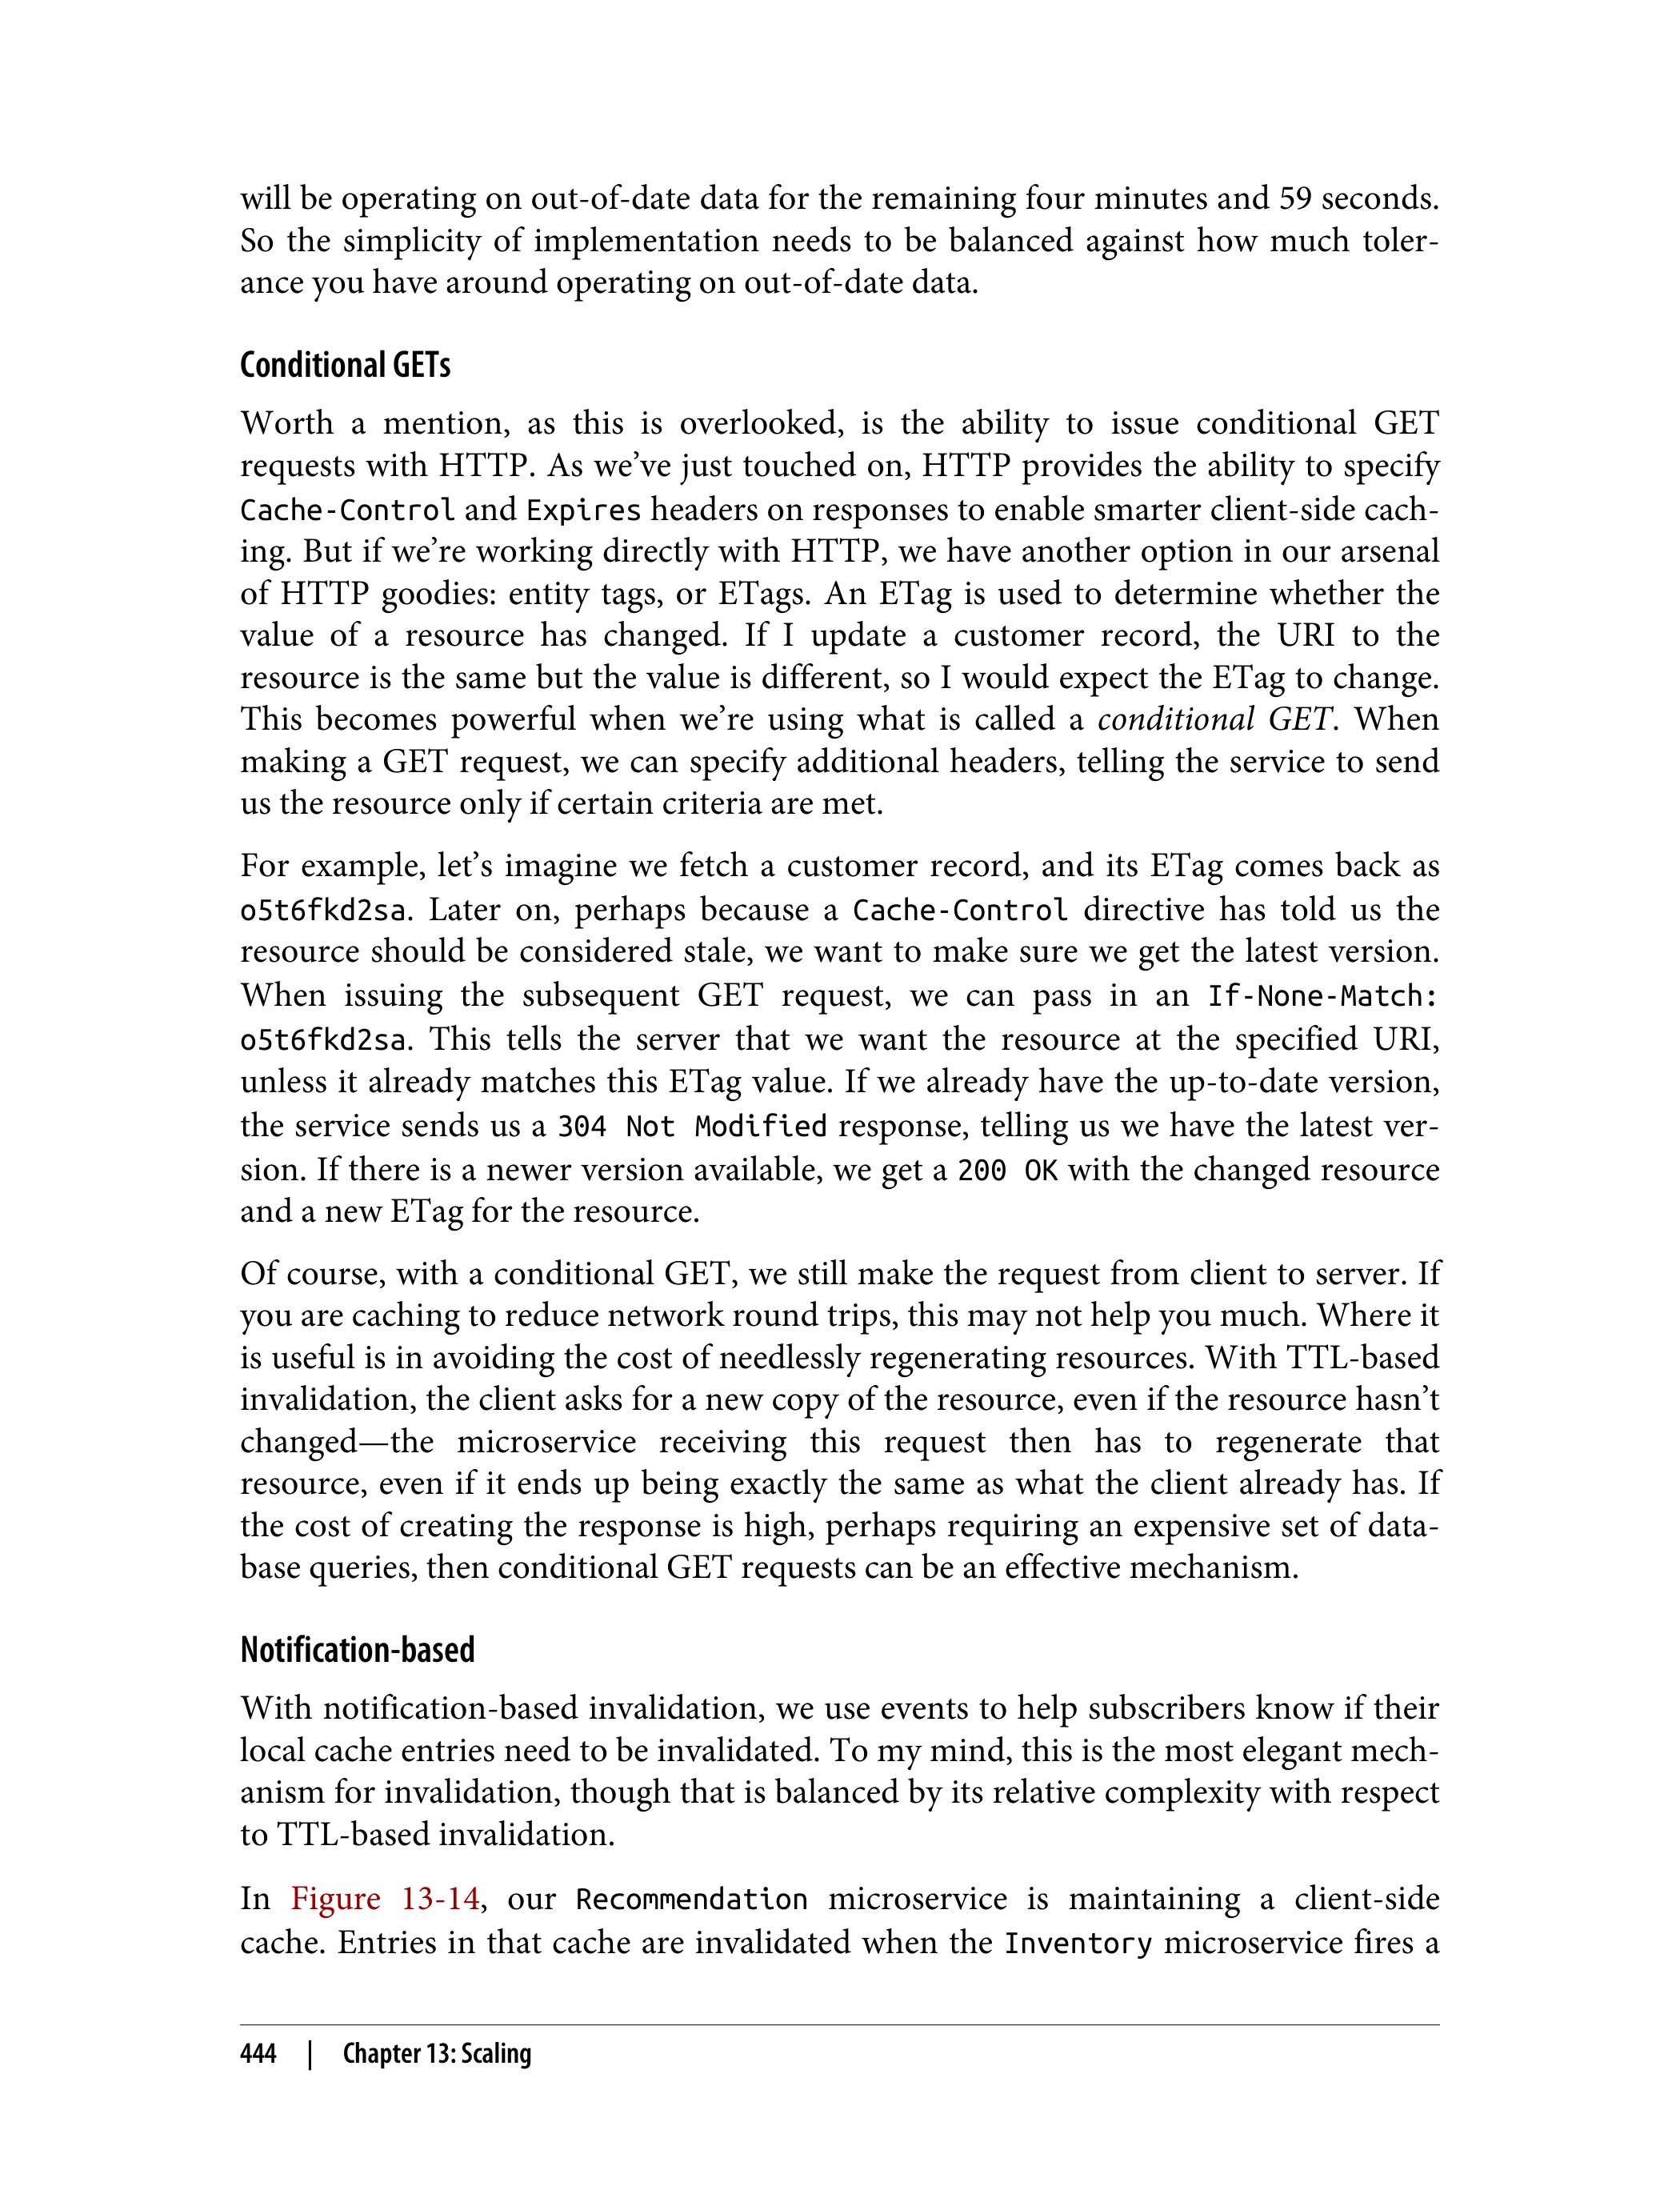 will be operating on out-of-date data for the remaining four minutes and 59 seconds.
So the simplicity of implementation needs to be balanced against how much toler-
ance you have around operating on out-of-date data.
Conditional GETs
Worth a mention, as this is overlooked, is the ability to issue conditional GET
requests with HTTP. As we’ve just touched on, HTTP provides the ability to specify
Cache-Control and Expires headers on responses to enable smarter client-side cach-
ing. But if we’re working directly with HTTP, we have another option in our arsenal
of HTTP goodies: entity tags, or ETags. An ETag is used to determine whether the
value of a resource has changed. If I update a customer record, the URI to the
resource is the same but the value is different, so I would expect the ETag to change.
This becomes powerful when we’re using what is called a conditional GET. When
making a GET request, we can specify additional headers, telling the service to send
us the resource only if certain criteria are met.
For example, let’s imagine we fetch a customer record, and its ETag comes back as
o5t6fkd2sa. Later on, perhaps because a Cache-Control directive has told us the
resource should be considered stale, we want to make sure we get the latest version.
When issuing the subsequent GET request, we can pass in an If-None-Match:
o5t6fkd2sa. This tells the server that we want the resource at the specified URI,
unless it already matches this ETag value. If we already have the up-to-date version,
the service sends us a 304 Not Modified response, telling us we have the latest ver-
sion. If there is a newer version available, we get a 200 OK with the changed resource
and a new ETag for the resource.
Of course, with a conditional GET, we still make the request from client to server. If
you are caching to reduce network round trips, this may not help you much. Where it
is useful is in avoiding the cost of needlessly regenerating resources. With TTL-based
invalidation, the client asks for a new copy of the resource, even if the resource hasn’t
changed—the microservice receiving this request then has to regenerate that
resource, even if it ends up being exactly the same as what the client already has. If
the cost of creating the response is high, perhaps requiring an expensive set of data-
base queries, then conditional GET requests can be an effective mechanism.
Notification-based
With notification-based invalidation, we use events to help subscribers know if their
local cache entries need to be invalidated. To my mind, this is the most elegant mech-
anism for invalidation, though that is balanced by its relative complexity with respect
to TTL-based invalidation.
In Figure 13-14, our Recommendation microservice is maintaining a client-side
cache. Entries in that cache are invalidated when the Inventory microservice fires a
444 | Chapter 13: Scaling